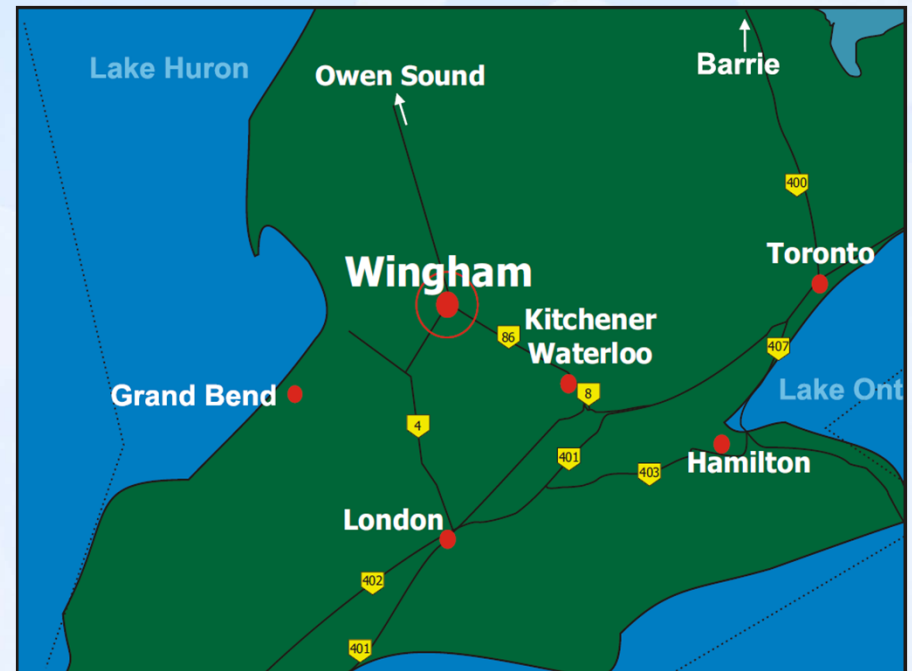 Lake Huron
Owen Sound
Barrie
400
Toronto
Wingham
86
Kitchener
Waterloo
407
8
Grand Bend
Lake Ont
4
401
403
Hamilton
London
402
401